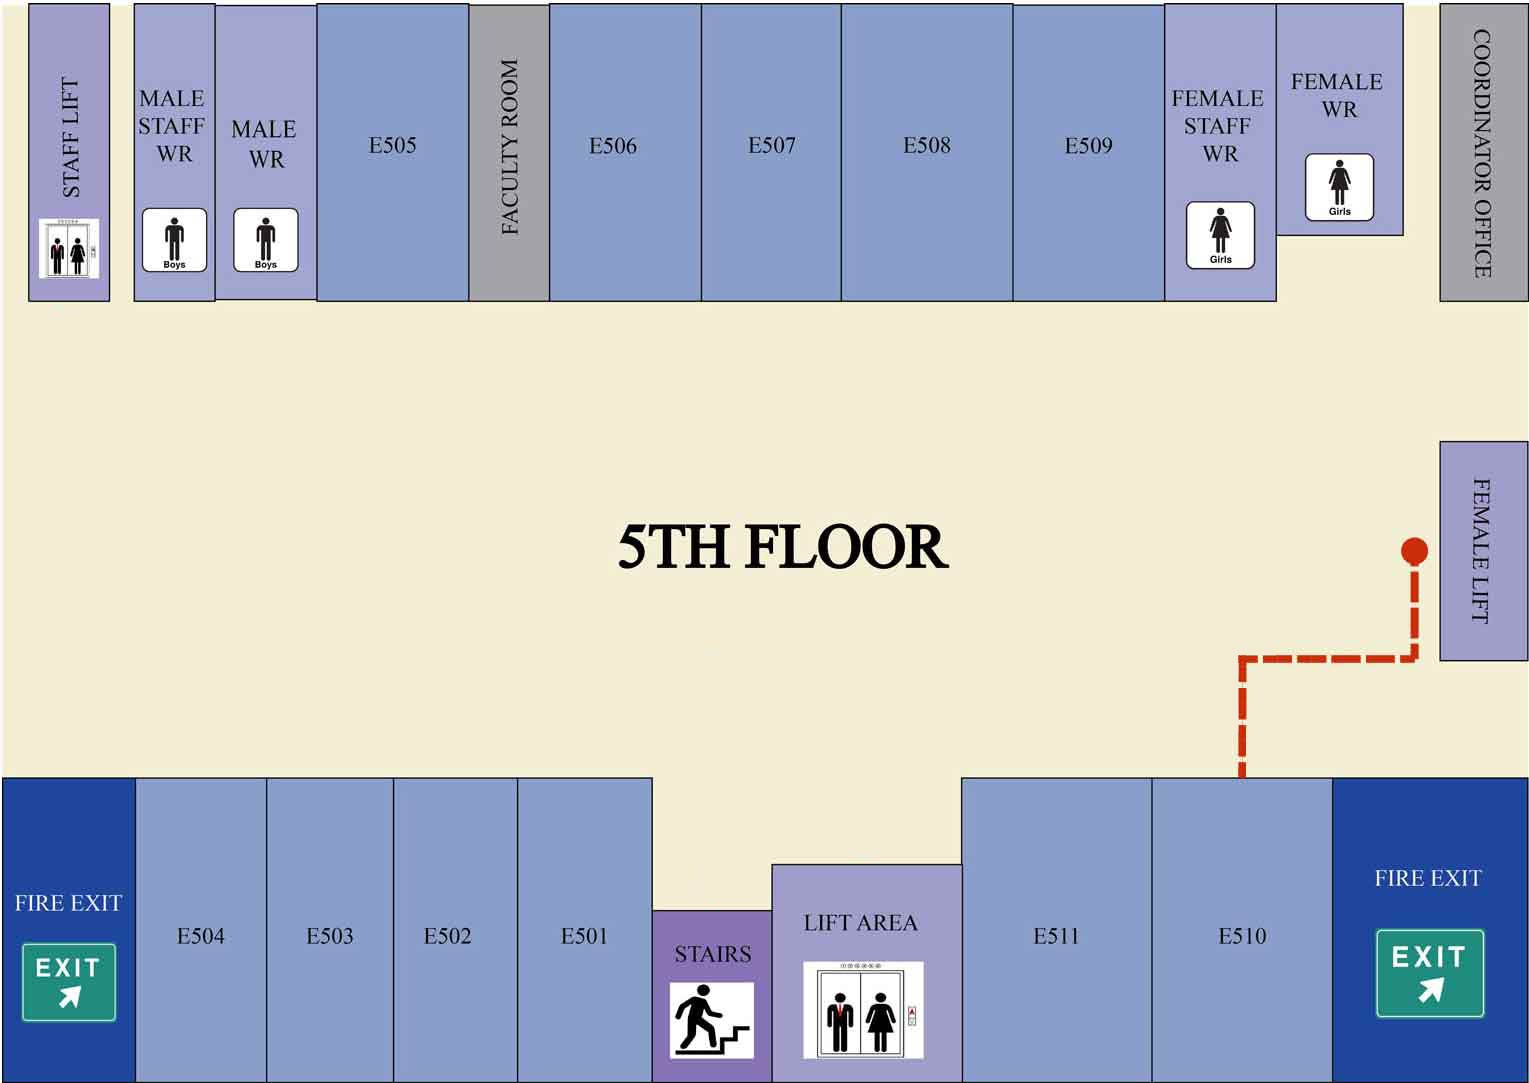 STAFF LIFT
MALE
STAFF
WR
Boys
MALE
WR
Boys
E505
FACULTY ROOM
E506
E507
E508
E509
FEMALE
STAFF
WR
Girls
FEMALE
WR
Girls
COORDINATOR OFFICE
5TH FLOOR
FEMALE LIFT
FIRE EXIT
EXIT
E504
E503
E502
E501
STAIRS
LIFT AREA
E511
E510
FIRE EXIT
EXIT